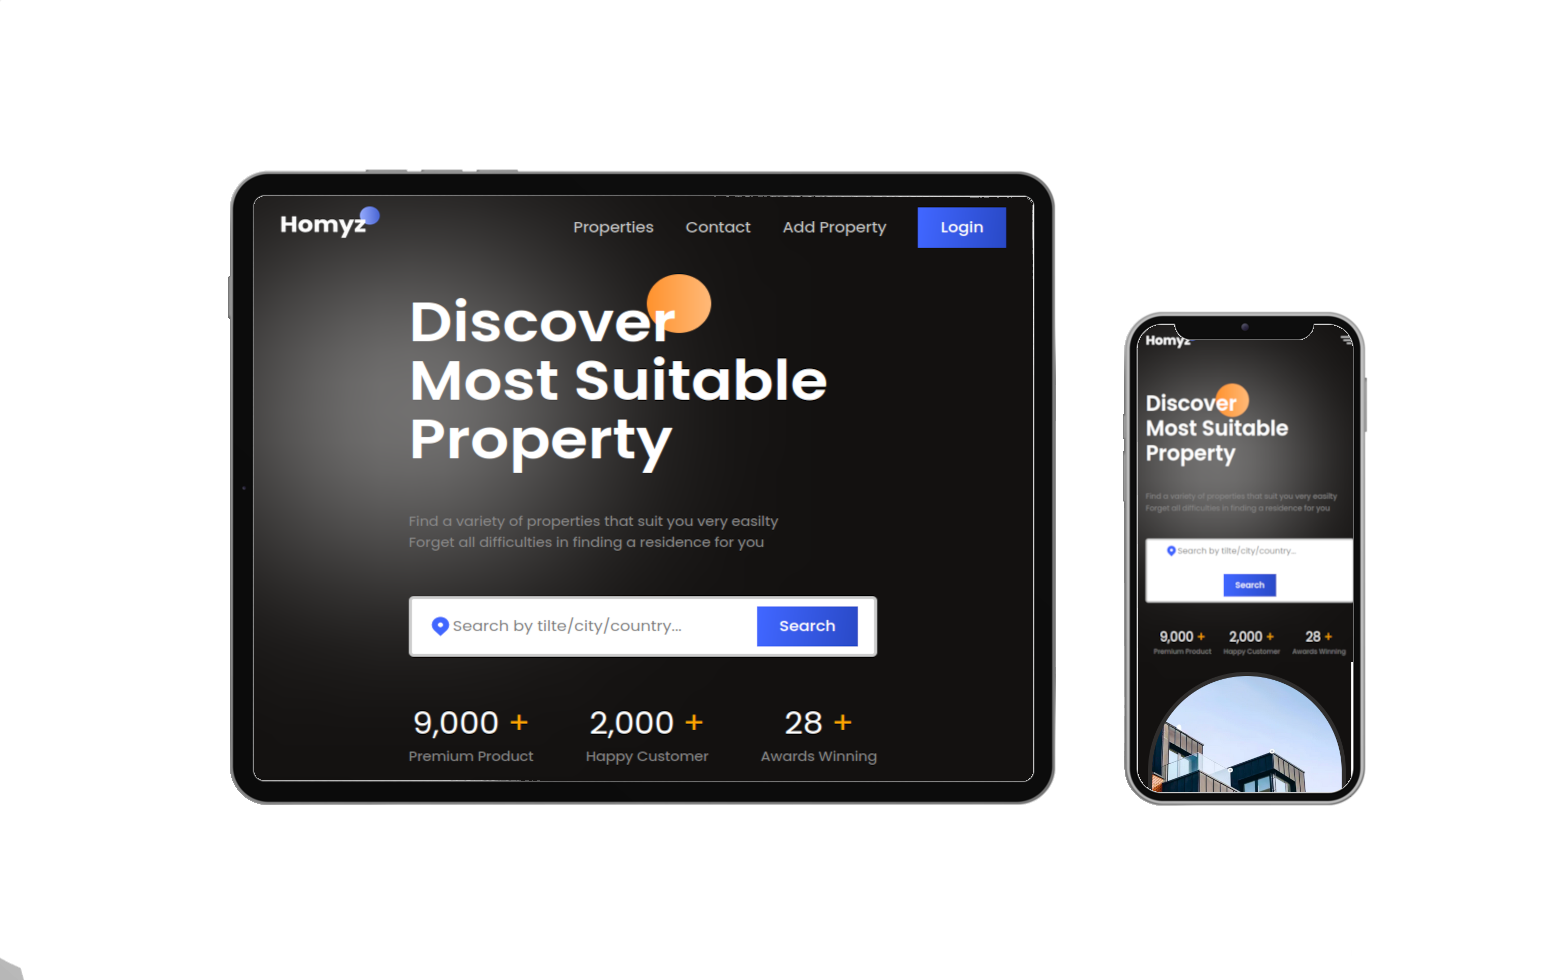 Homyz
Properties Contact Add Property Login
Discover
Most Suitable
Property
Find a variety of properties that suit you very easilty
Forget all difficulties in finding a residence for you
Search by tilte/city/country... Search
9,000 + 2,000 + 28 +
Premium Product Happy Customer Awards Winning
Homyz
Discover
Most Suitable
Property
Find a variety of properties that suit you very easilty
Forget all difficulties in finding a residence for you
Search by tilte/city/country...
Search
9,000 + 2,000 + 28 +
Premium Product Happy Customer Awards Winning